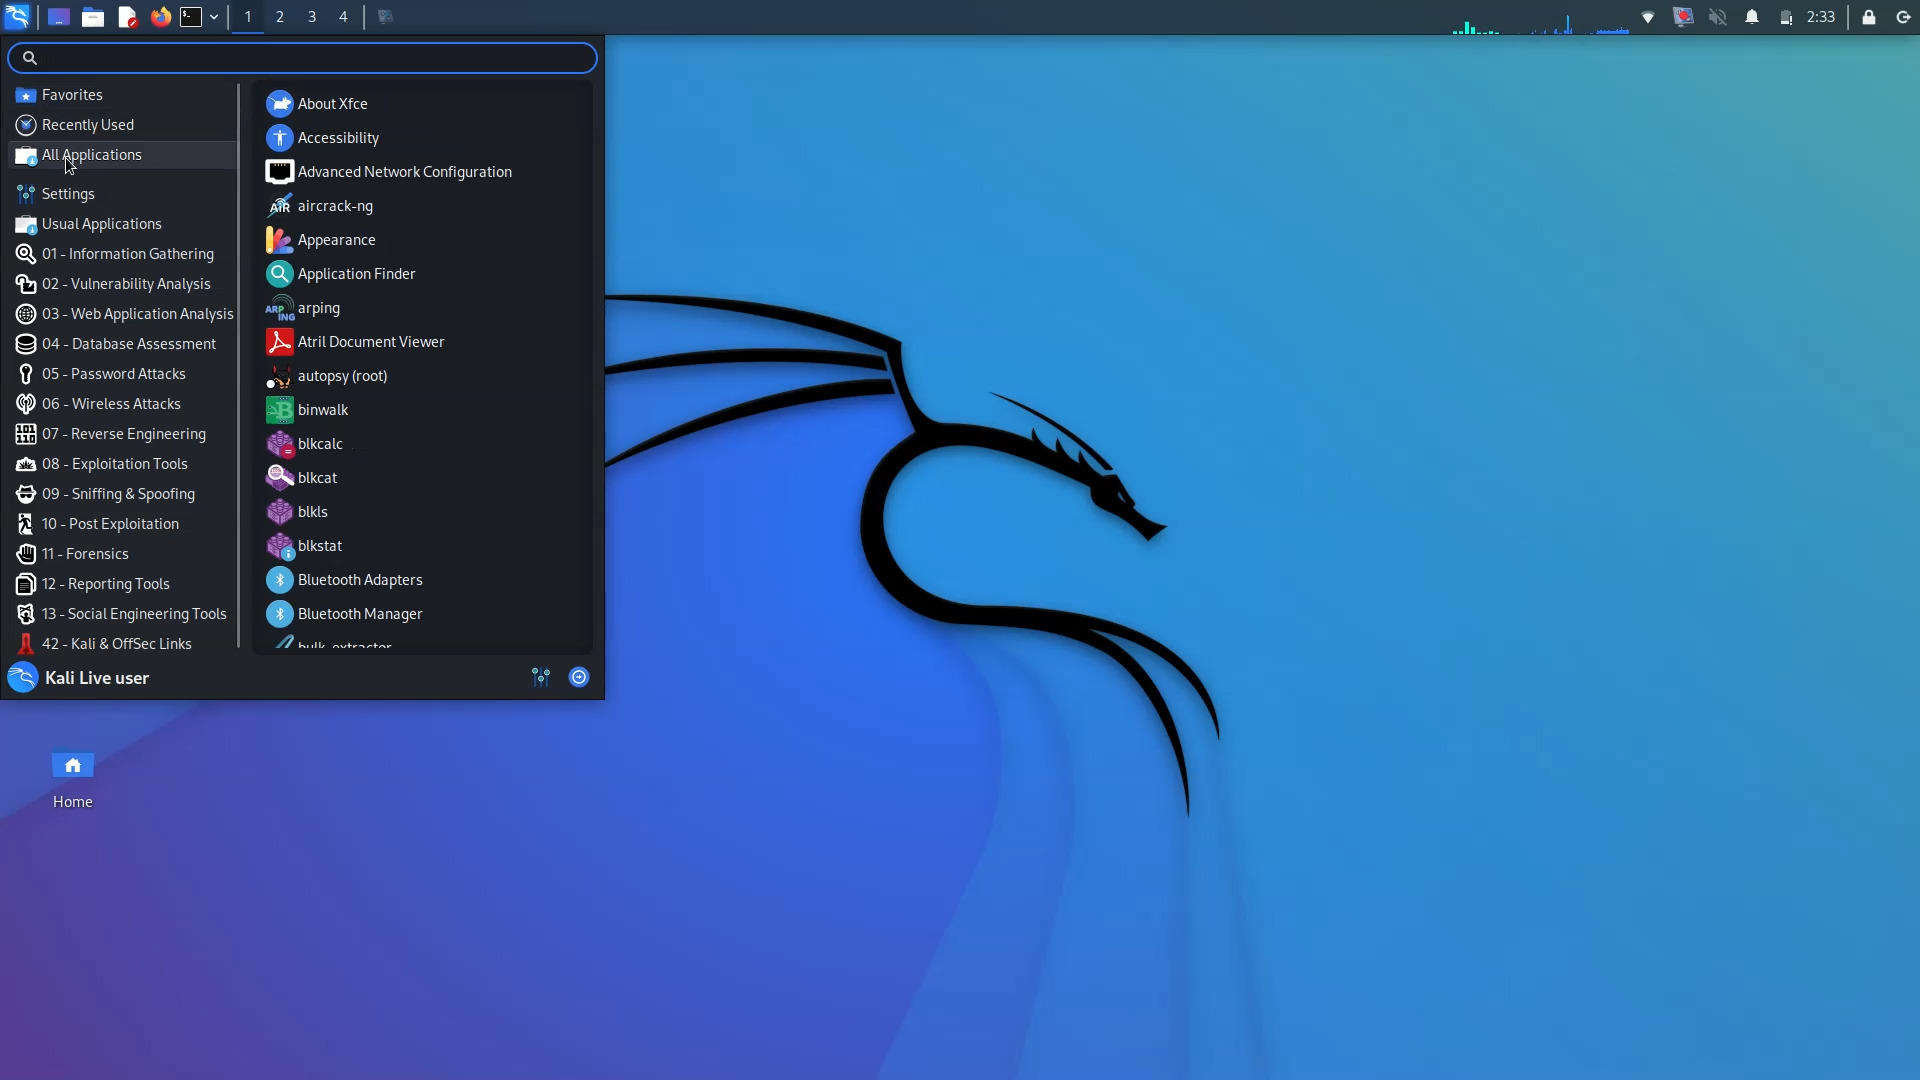 1 2 3 4
2:33
Favorites
Recently Used
All Applications
Settings
Usual Applications
01 - Information Gathering
02 - Vulnerability Analysis
03 - Web Application Analysis
04 - Database Assessment
05 - Password Attacks
06 - Wireless Attacks
07 - Reverse Engineering
08 - Exploitation Tools
09 - Sniffing & Spoofing
10 - Post Exploitation
11 - Forensics
12 - Reporting Tools
13 - Social Engineering Tools
42 - Kali & OffSec Links
About Xfce
Accessibility
Advanced Network Configuration
AIR aircrack-ng
Appearance
Application Finder
ARP ING arping
Atril Document Viewer
autopsy (root)
binwalk
blkcalc
blkcat
blkls
blkstat
Bluetooth Adapters
Bluetooth Manager
bulk_extractor
Kali Live user
Home